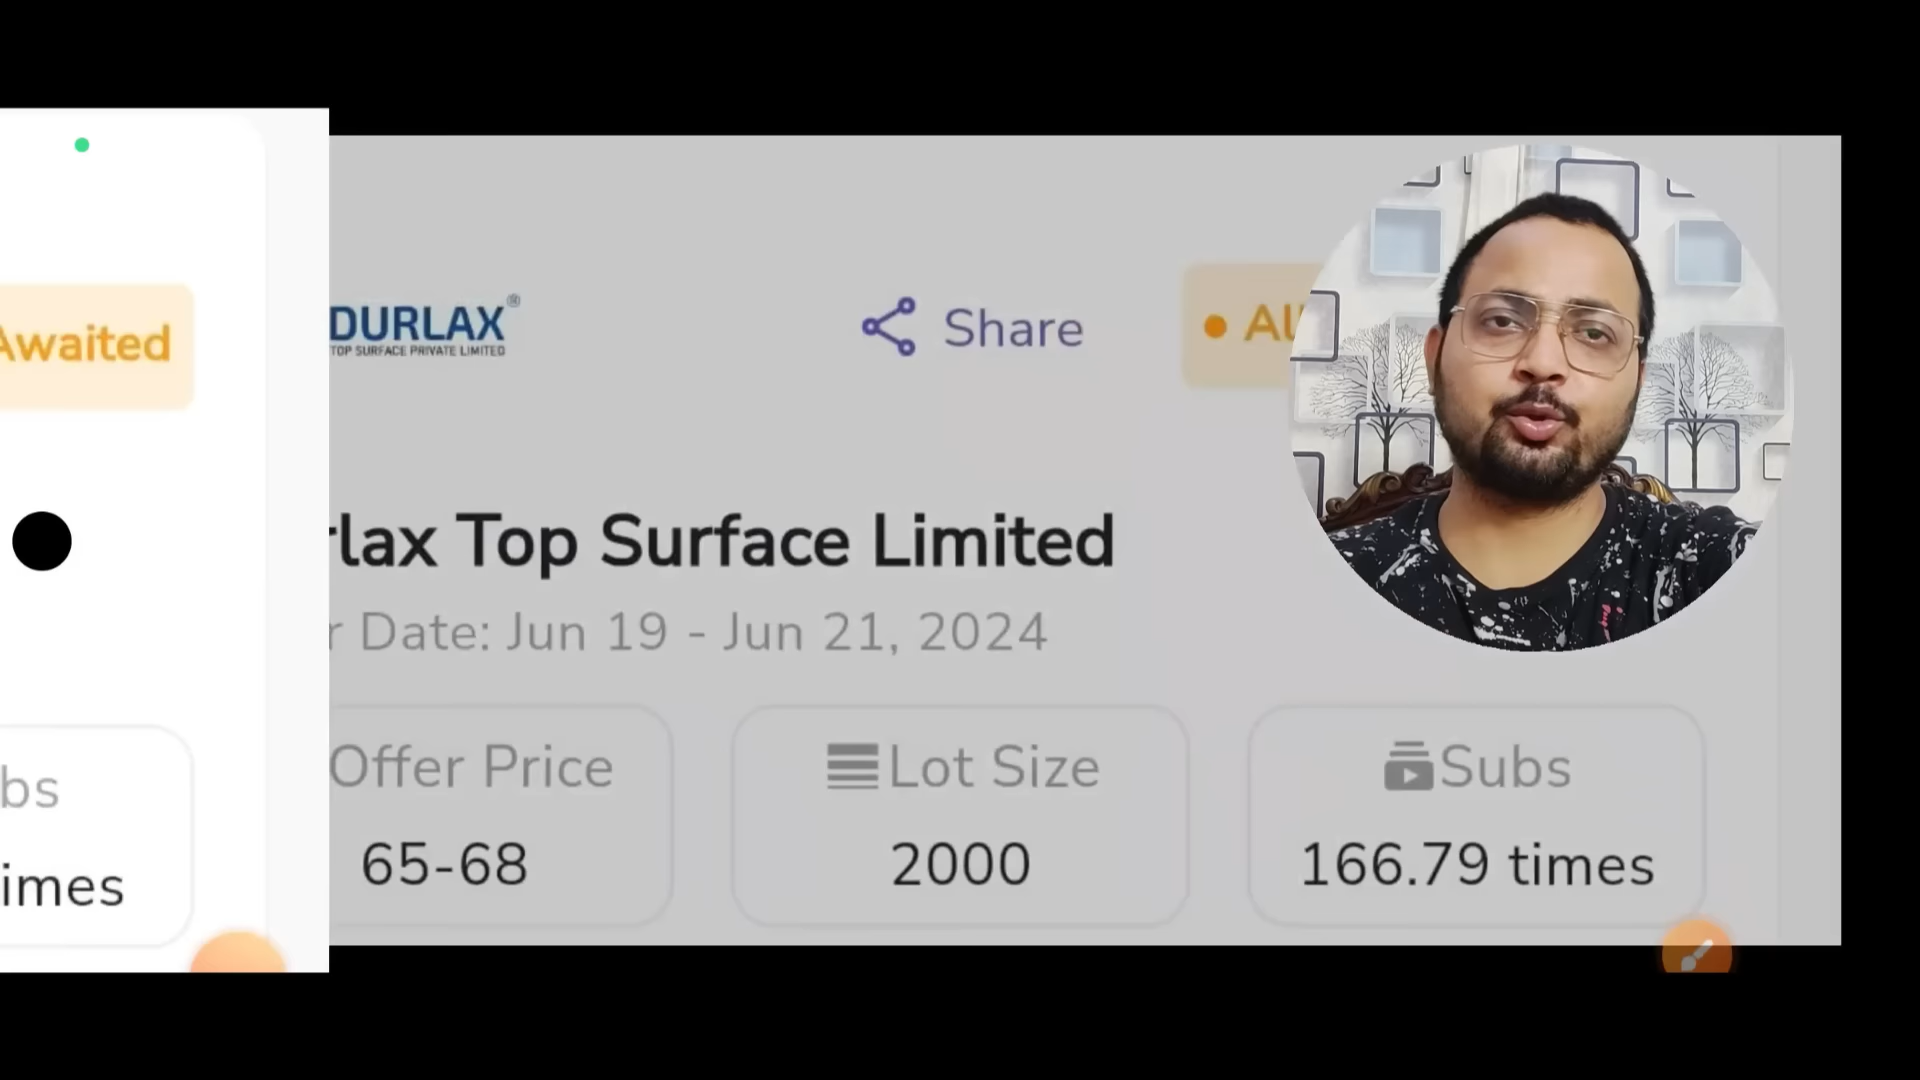 Awaited
bs
imes
DURLAX®
TOP SURFACE PRIVATE LIMITED
Share
All
rlax Top Surface Limited
r Date: Jun 19 - Jun 21, 2024
Offer Price
65-68
Lot Size
2000
Subs
166.79 times